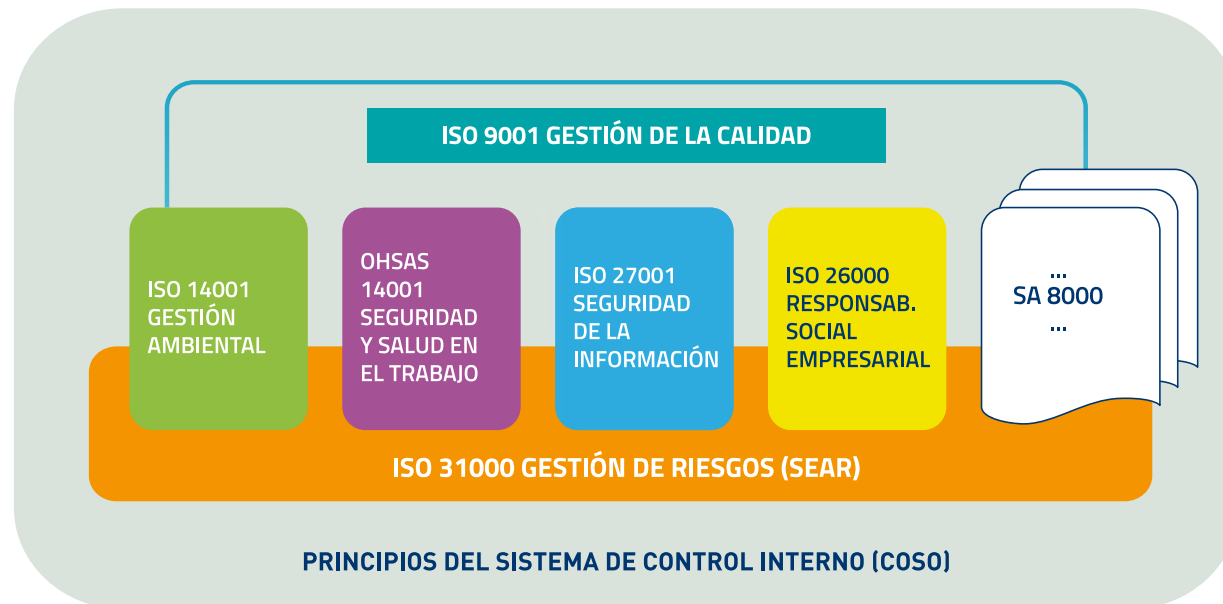 ISO 9001 GESTIÓN DE LA CALIDAD
ISO 14001
GESTIÓN
AMBIENTAL
OHSAS
14001
SEGURIDAD
Y SALUD EN
EL TRABAJO
ISO 27001
SEGURIDAD
DE LA
INFORMACIÓN
ISO 26000
RESPONSAB.
SOCIAL
EMPRESARIAL
...
SA 8000
...
ISO 31000 GESTIÓN DE RIESGOS (SEAR)
PRINCIPIOS DEL SISTEMA DE CONTROL INTERNO (COSO)